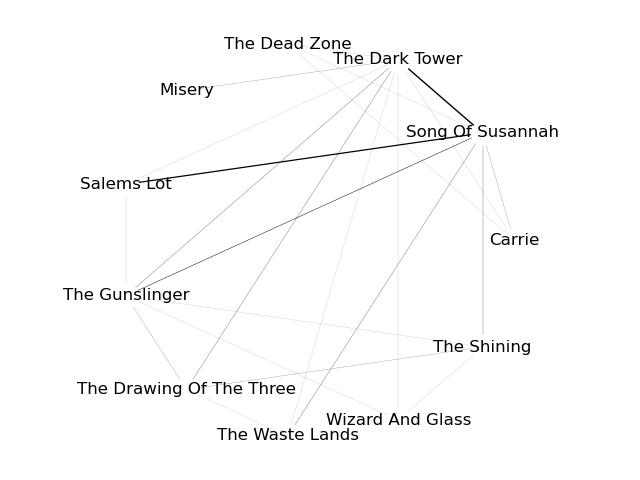 The Dead Zone
The Dark Tower
Misery
Song Of Susannah
Salems Lot
Carrie
The Gunslinger
The Shining
The Drawing Of The Three
Wizard And Glass
The Waste Lands